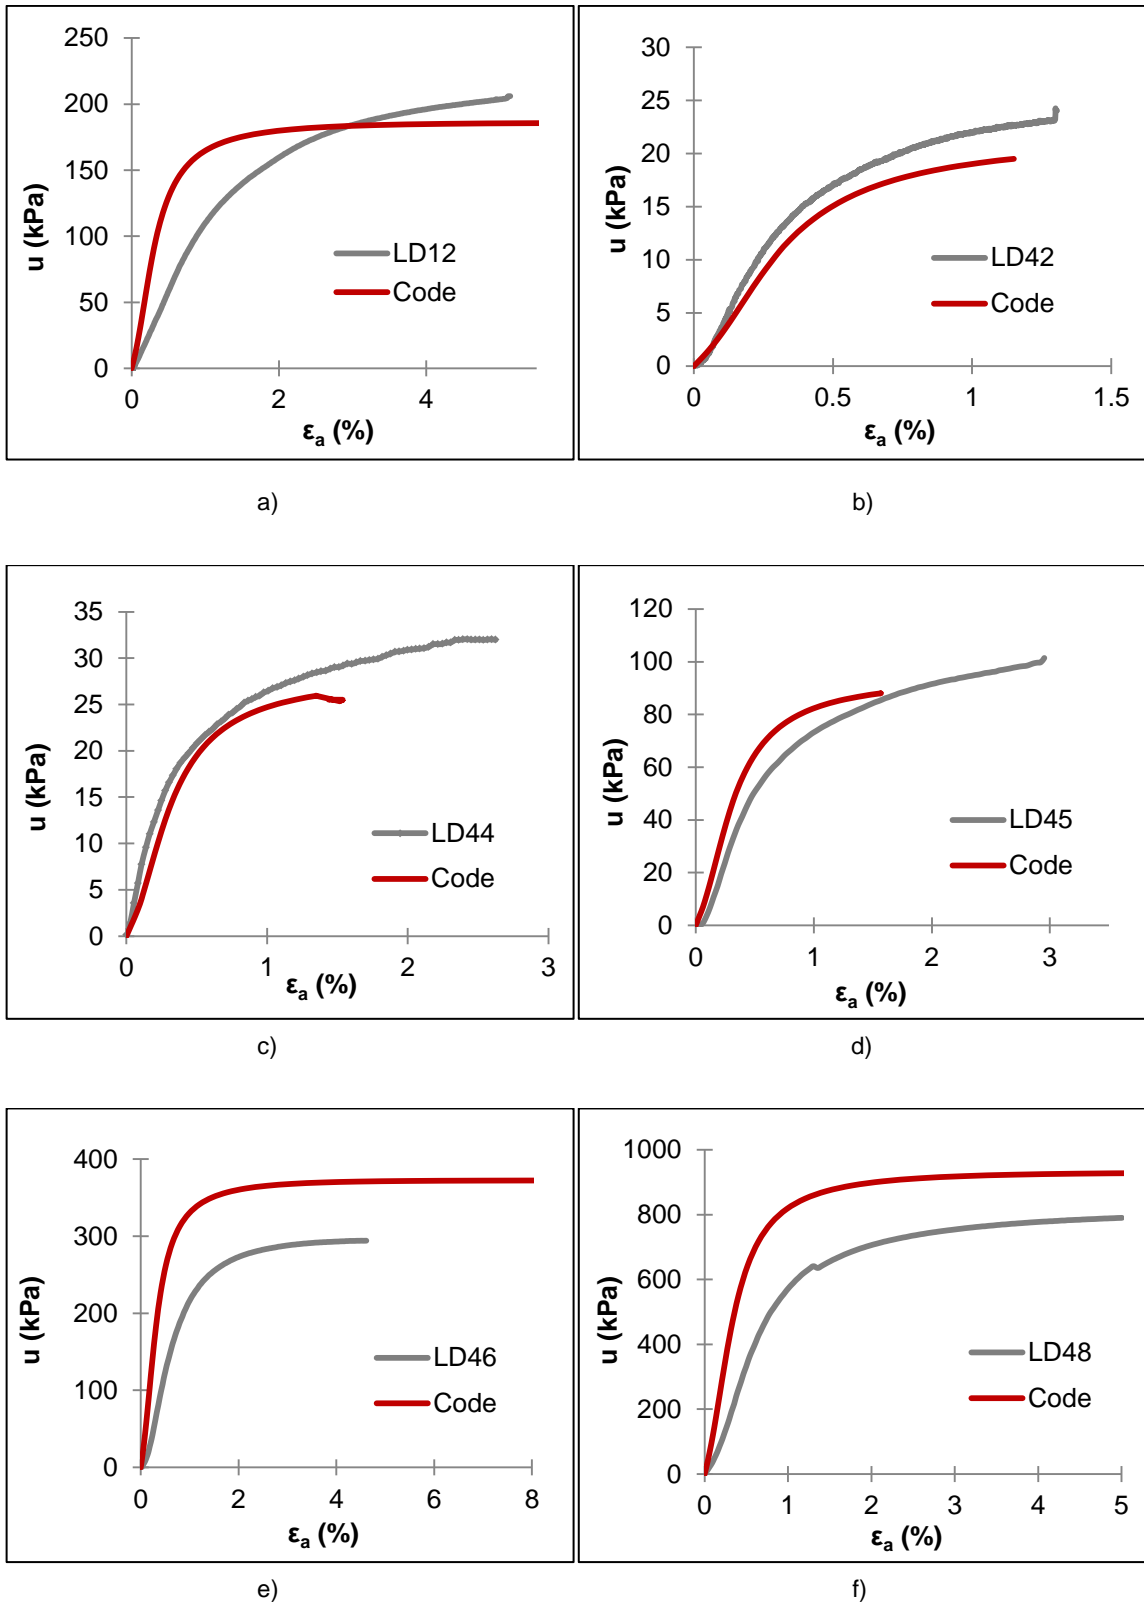 250
200
150
100
50
0
u (kPa)
LD12
Code
0 2 4
εa (%)
a)
30
25
20
15
10
5
0
u (kPa)
LD42
Code
0 0.5 1 1.5
εa (%)
b)
35
30
25
20
15
10
5
0
u (kPa)
LD44
Code
0 1 2 3
εa (%)
c)
120
100
80
60
40
20
0
u (kPa)
LD45
Code
0 1 2 3
εa (%)
d)
400
300
200
100
0
u (kPa)
LD46
Code
0 2 4 6 8
εa (%)
e)
1000
800
600
400
200
0
u (kPa)
LD48
Code
0 1 2 3 4 5
εa (%)
f)